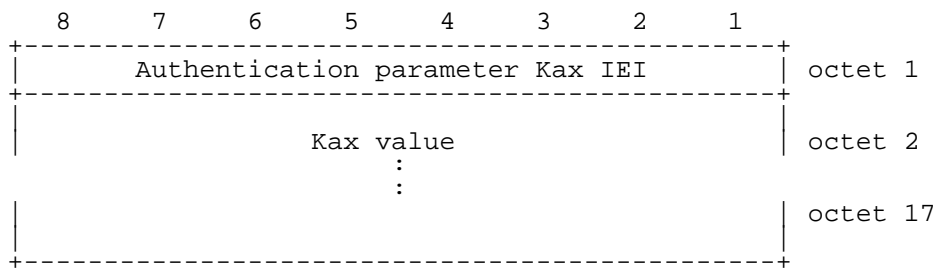 8 7 6 5 4 3 2 1
Authentication parameter Kax IEI octet 1
Kax value octet 2
:
:
octet 17